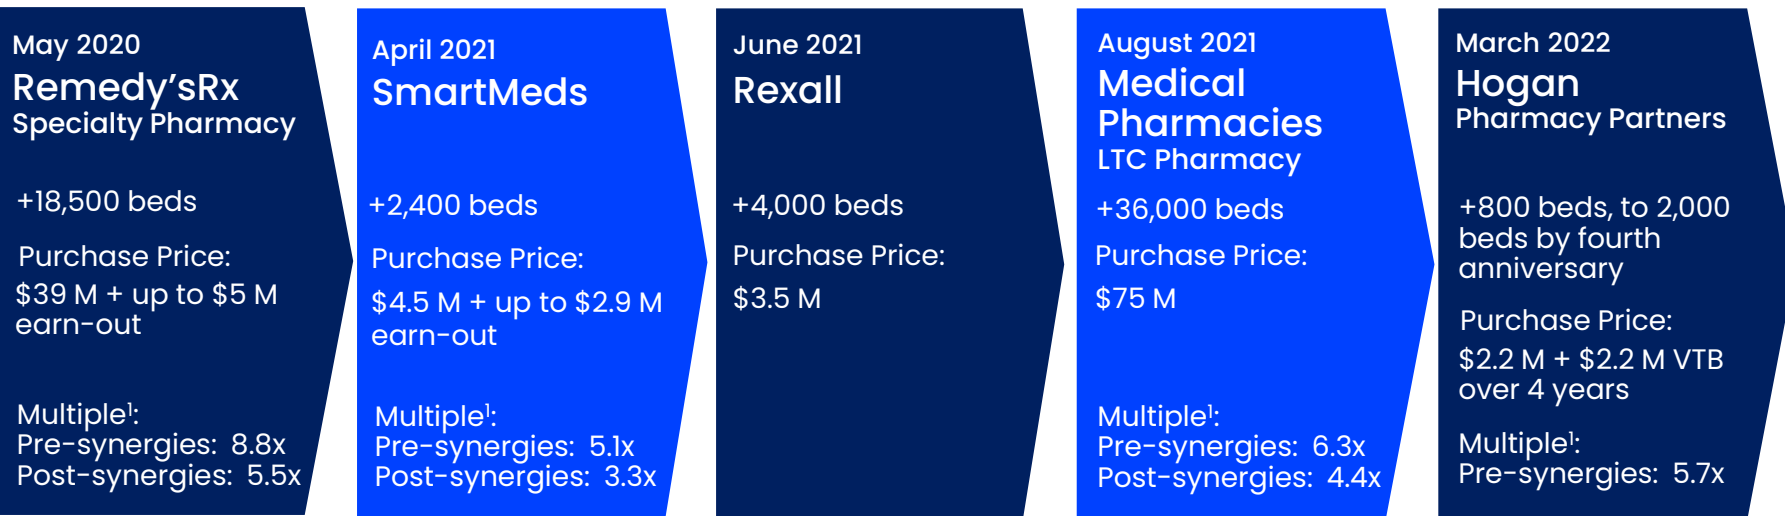 May 2020
Remedy’sRx
Specialty Pharmacy
+18,500 beds
Purchase Price:
$39 M + up to $5 M
earn-out
Multiple¹:
Pre-synergies: 8.8x
Post-synergies: 5.5x
April 2021
SmartMeds
+2,400 beds
Purchase Price:
$4.5 M + up to $2.9 M
earn-out
Multiple¹:
Pre-synergies: 5.1x
Post-synergies: 3.3x
June 2021
Rexall
+4,000 beds
Purchase Price:
$3.5 M
August 2021
Medical
Pharmacies
LTC Pharmacy
+36,000 beds
Purchase Price:
$75 M
Multiple¹:
Pre-synergies: 6.3x
Post-synergies: 4.4x
March 2022
Hogan
Pharmacy Partners
+800 beds, to 2,000
beds by fourth
anniversary
Purchase Price:
$2.2 M + $2.2 M VTB
over 4 years
Multiple¹:
Pre-synergies: 5.7x